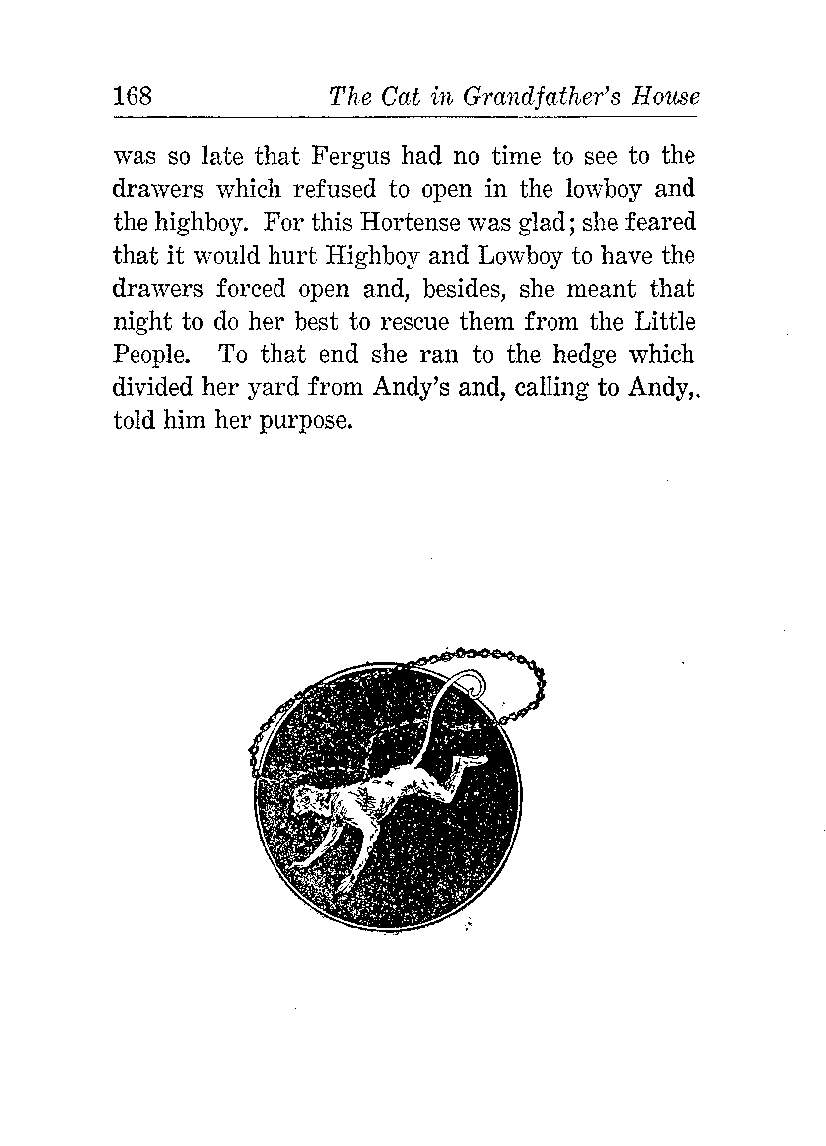 168 The Cat in Grandfather's House
was so late that Fergus had no time to see to the
drawers which refused to open in the lowboy and
the highboy. For this Hortense was glad; she feared
that it would hurt Highboy and Lowboy to have the
drawers forced open and, besides, she meant that
night to do her best to rescue them from the Little
People. To that end she ran to the hedge which
divided her yard from Andy's and, calling to Andy,.
told him her purpose.